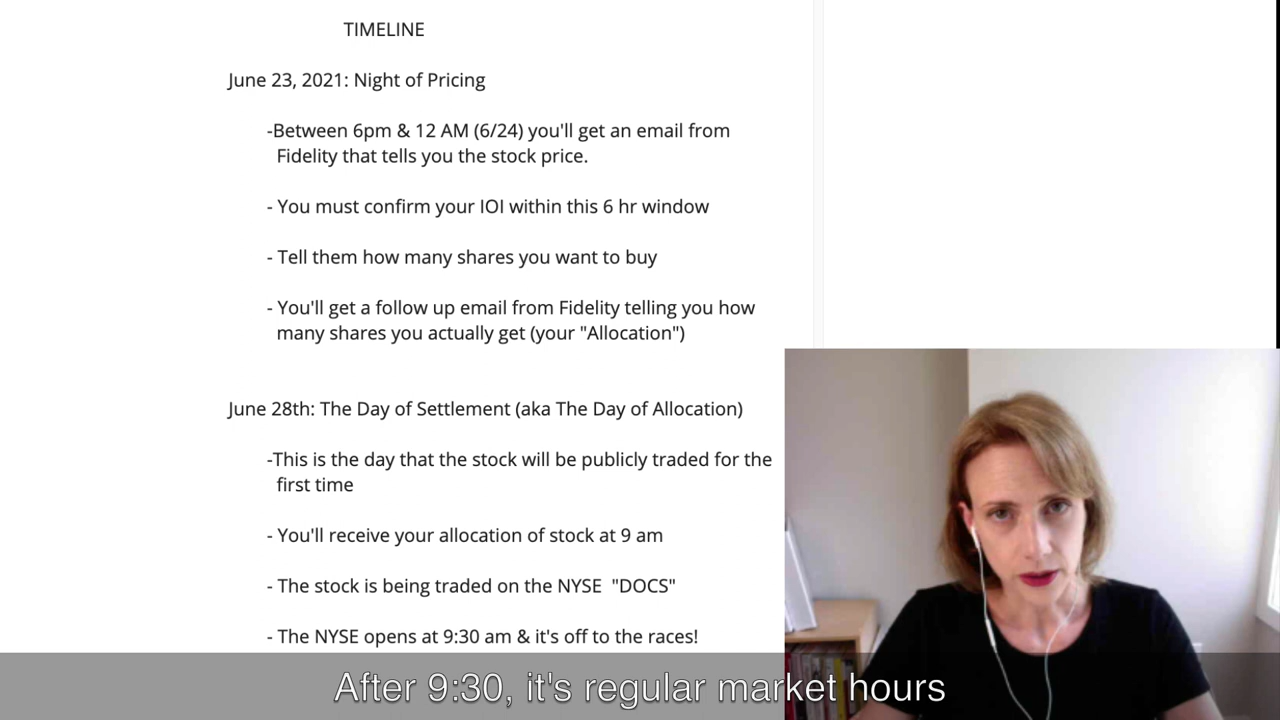 TIMELINE
June 23, 2021: Night of Pricing
-Between 6pm & 12 AM (6/24) you'll get an email from
Fidelity that tells you the stock price.
- You must confirm your IOI within this 6 hr window
- Tell them how many shares you want to buy
- You'll get a follow up email from Fidelity telling you how
many shares you actually get (your "Allocation")
June 28th: The Day of Settlement (aka The Day of Allocation)
-This is the day that the stock will be publicly traded for the
first time
- You'll receive your allocation of stock at 9 am
- The stock is being traded on the NYSE "DOCS"
- The NYSE opens at 9:30 am & it's off to the races!
After 9:30, it's regular market hours